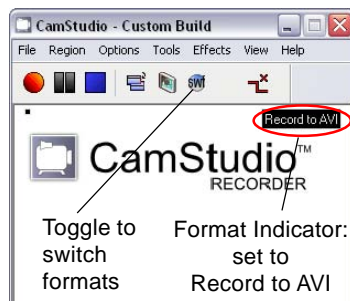 CamStudio - Custom Build
File Region Options Tools Effects View Help
SWF
Record to AVI
CamStudio™
RECORDER
Toggle to
switch
formats
Format Indicator:
set to
Record to AVI